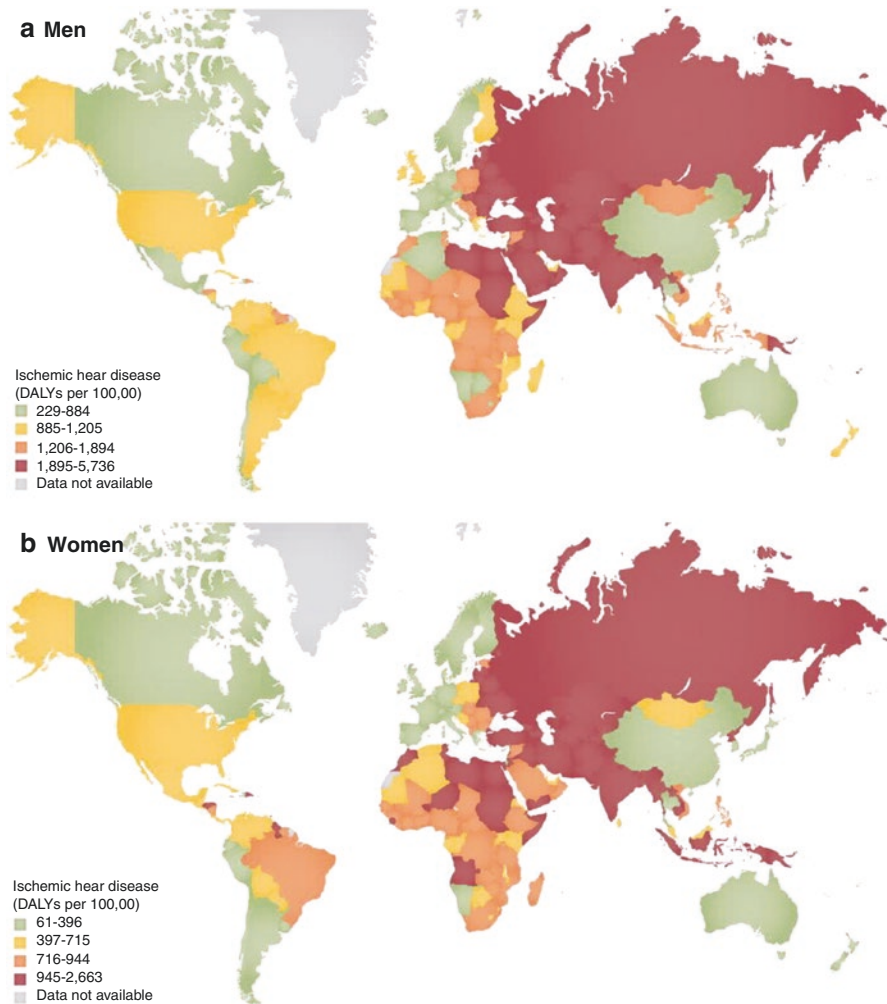 a Men
Ischemic hear disease
(DALYs per 100,00)
229-884
885-1,205
1,206-1,894
1,895-5,736
Data not available
b Women
Ischemic hear disease
(DALYs per 100,00)
61-396
397-715
716-944
945-2,663
Data not available